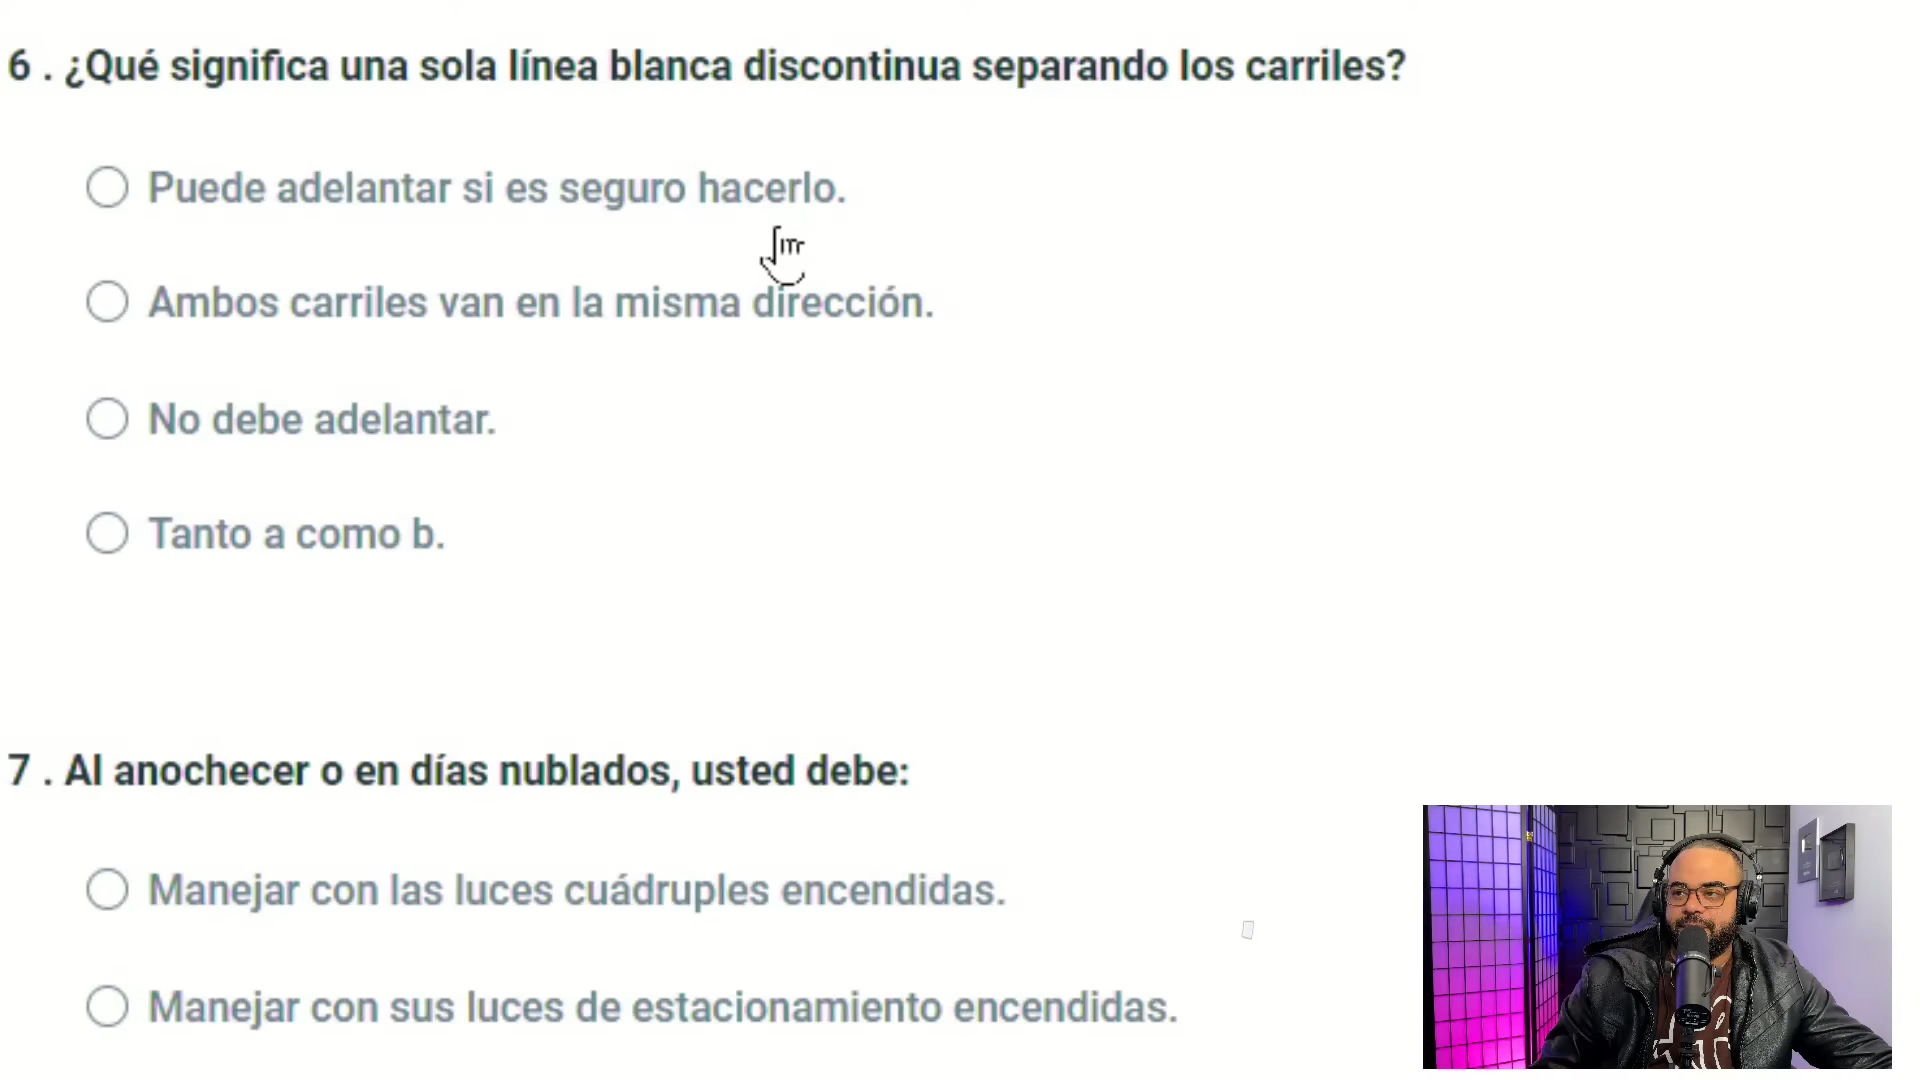 6 . ¿Qué significa una sola línea blanca discontinua separando los carriles?
Puede adelantar si es seguro hacerlo.
Ambos carriles van en la misma dirección.
No debe adelantar.
Tanto a como b.
7 . Al anochecer o en días nublados, usted debe:
Manejar con las luces cuádruples encendidas.
Manejar con sus luces de estacionamiento encendidas.